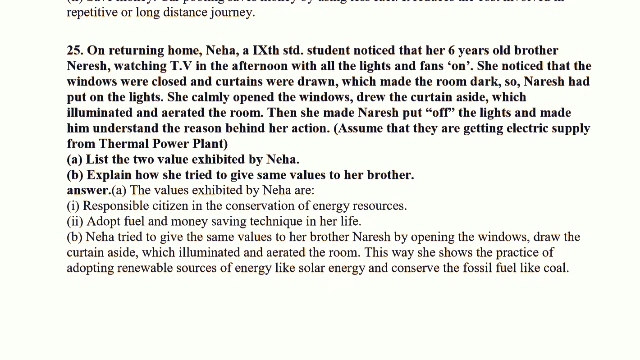 repetitive or long distance journey.
25. On returning home, Neha, a IXth std. student noticed that her 6 years old brother
Neresh, watching T.V in the afternoon with all the lights and fans ‘on’. She noticed that the
windows were closed and curtains were drawn, which made the room dark, so, Naresh had
put on the lights. She calmly opened the windows, drew the curtain aside, which
illuminated and aerated the room. Then she made Naresh put “off” the lights and made
him understand the reason behind her action. (Assume that they are getting electric supply
from Thermal Power Plant)
(a) List the two value exhibited by Neha.
(b) Explain how she tried to give same values to her brother.
answer.(a) The values exhibited by Neha are:
(i) Responsible citizen in the conservation of energy resources.
(ii) Adopt fuel and money saving technique in her life.
(b) Neha tried to give the same values to her brother Naresh by opening the windows, draw the
curtain aside, which illuminated and aerated the room. This way she shows the practice of
adopting renewable sources of energy like solar energy and conserve the fossil fuel like coal.